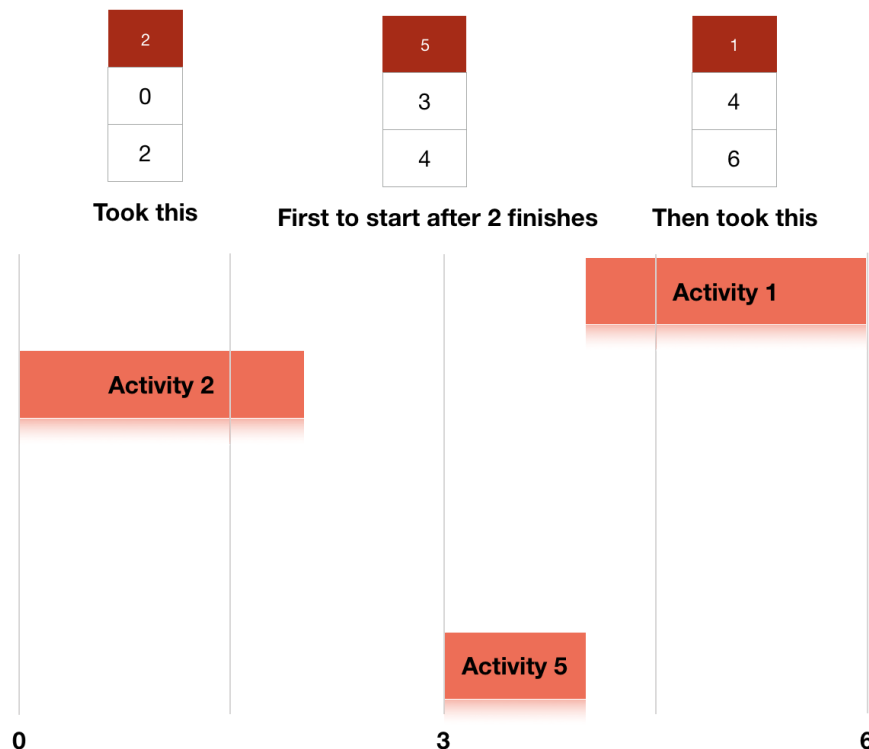 2
0
2
Took this
5
3
4
First to start after 2 finishes
1
4
6
Then took this
Activity 1
Activity 2
Activity 5
0
3
6